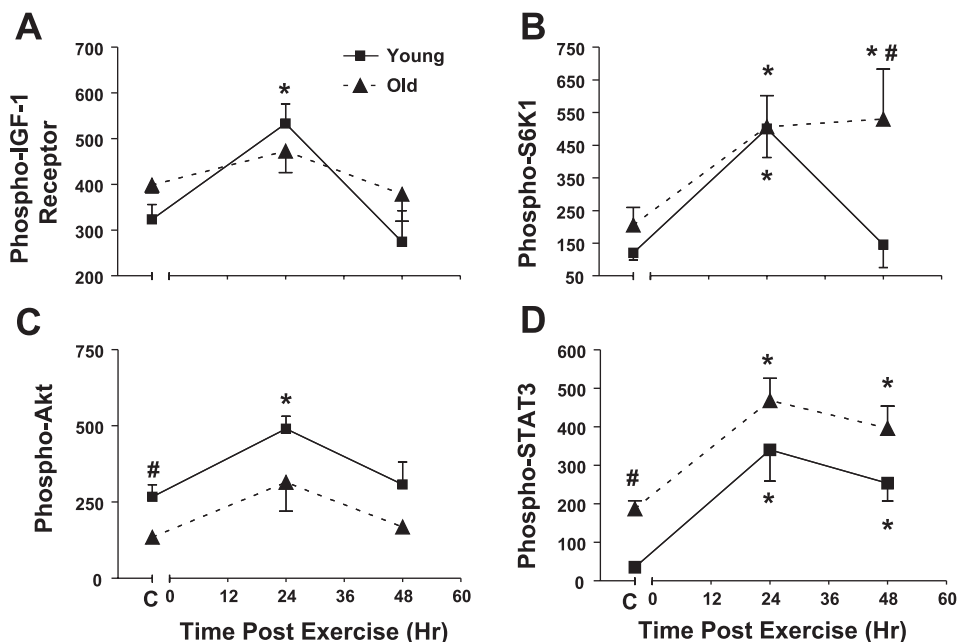 A
Phospho-IGF-1
Receptor
700
600
500
400
300
200
*
Young
Old
B
Phospho-S6K1
750
650
550
450
350
250
150
50
*
*
* #
C
Phospho-Akt
750
500
250
0
#
*
C 0 12 24 36 48 60
Time Post Exercise (Hr)
D
Phospho-STAT3
600
500
400
300
200
100
0
#
*
*
*
*
C 0 12 24 36 48 60
Time Post Exercise (Hr)